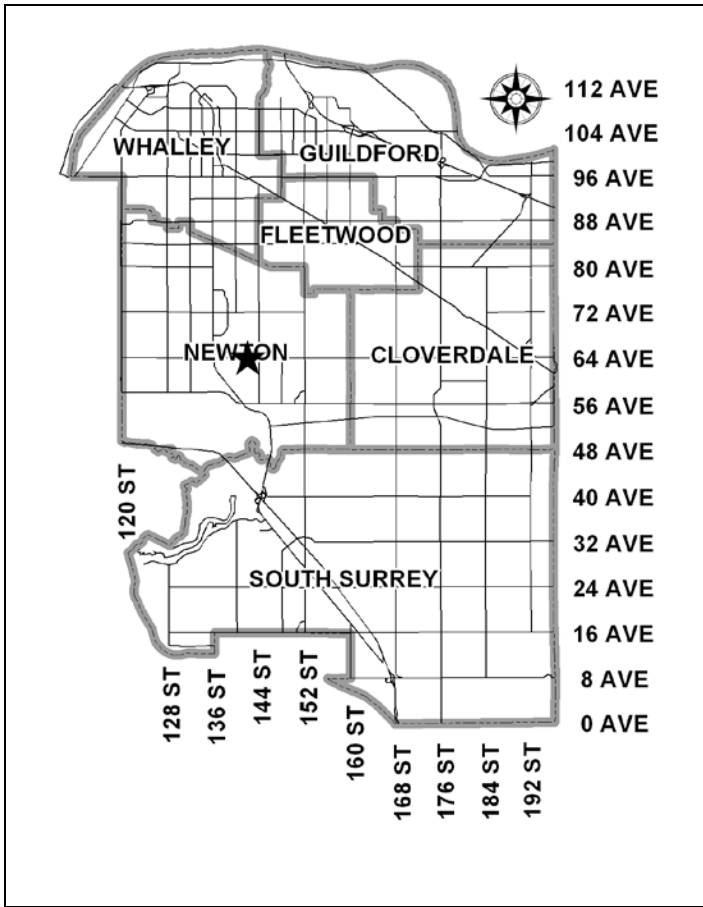 112 AVE
104 AVE
WHALLEY
GUILDFORD
96 AVE
88 AVE
FLEETWOOD
80 AVE
72 AVE
NEWTON
CLOVERDALE
64 AVE
56 AVE
48 AVE
120 ST
40 AVE
32 AVE
SOUTH SURREY
24 AVE
16 AVE
8 AVE
0 AVE
128 ST
136 ST
144 ST
152 ST
160 ST
168 ST
176 ST
184 ST
192 ST